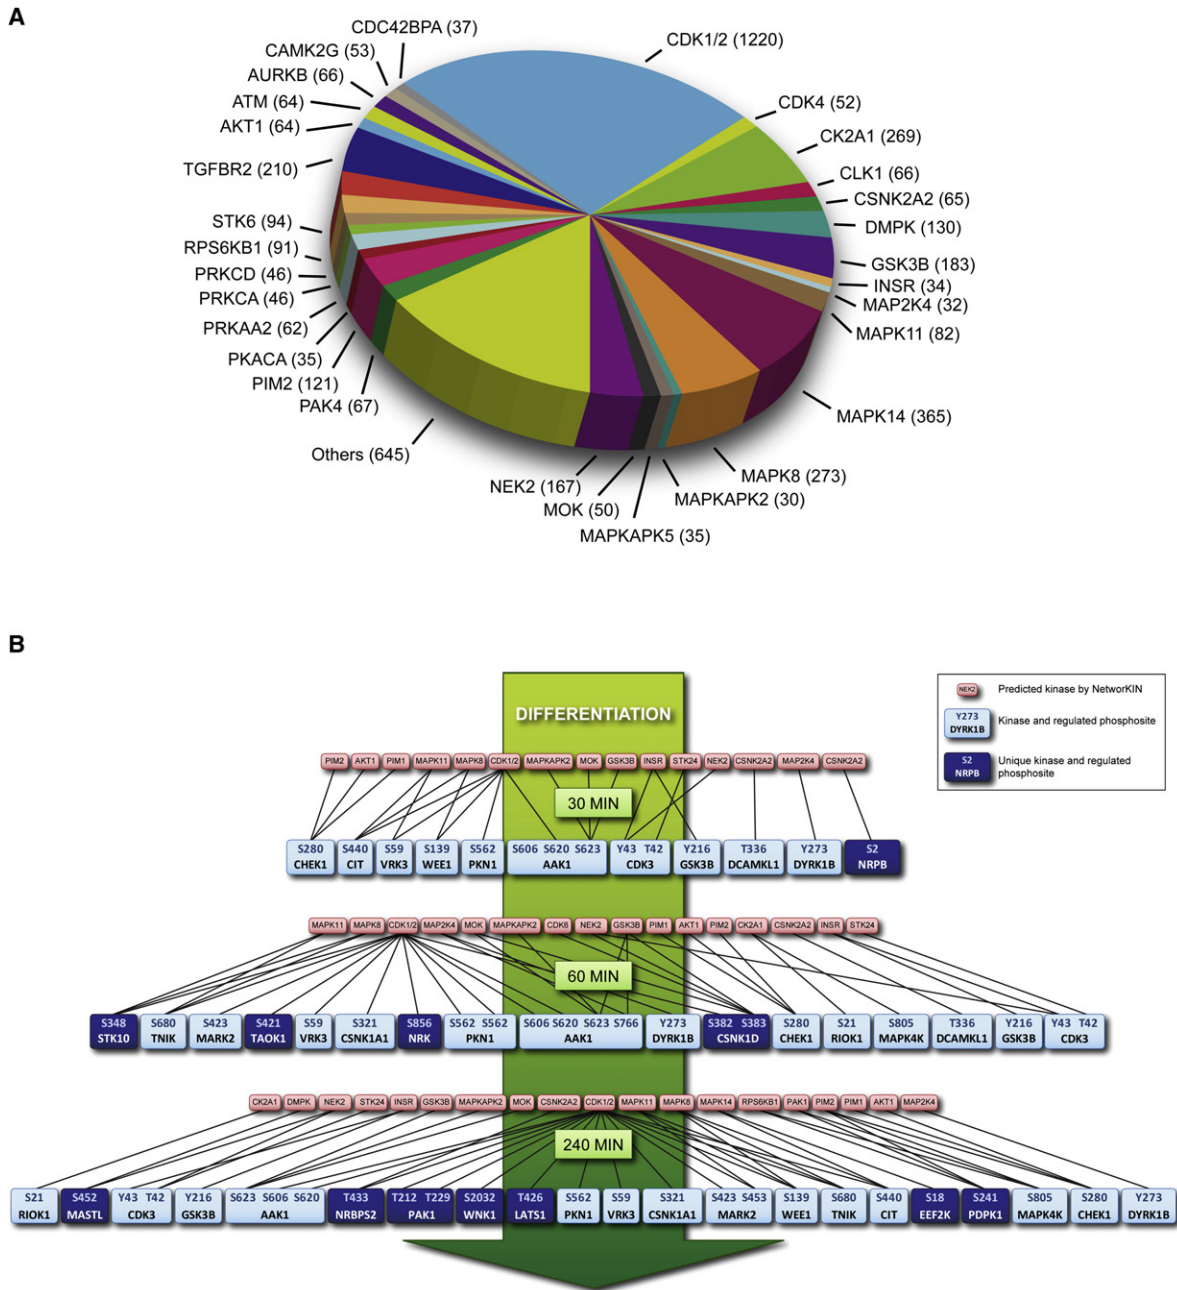 A
CDC42BPA (37)
CAMK2G (53)
AURKB (66)
ATM (64)
AKT1 (64)
TGFBR2 (210)
STK6 (94)
RPS6KB1 (91)
PRKCD (46)
PRKCA (46)
PRKAA2 (62)
PKACA (35)
PIM2 (121)
PAK4 (67)
Others (645)
NEK2 (167)
MOK (50)
MAPKAPK5 (35)
MAPKAPK2 (30)
MAPK8 (273)
MAPK14 (365)
MAPK11 (82)
MAP2K4 (32)
INSR (34)
GSK3B (183)
DMPK (130)
CSNK2A2 (65)
CLK1 (66)
CK2A1 (269)
CDK4 (52)
CDK1/2 (1220)
B
NEK2 Predicted kinase by NetworKIN
Y273
DYRK1B
Kinase and regulated phosphosite
S2
NRPB
Unique kinase and regulated
phosphosite
DIFFERENTIATION
PIM2 AKT1 PIM1 MAPK11 MAPK8 CDK1/2 MAPKAPK2 MOK GSK3B INSR STK24 NEK2 CSNK2A2 MAP2K4 CSNK2A2
30 MIN
S280 S440 S59 S139 S562 S606 S620 S623 Y43 T42 Y216 T336 Y273 S2
CHEK1 CIT VRK3 WEE1 PKN1 AAK1 CDK3 GSK3B DCAMKL1 DYRK1B NRPB
MAPK11 MAPK8 CDK1/2 MAP2K4 MOK MAPKAPK2 CDK6 NEK2 GSK3B PIM1 AKT1 PIM2 CK2A1 CSNK2A2 INSR STK24
60 MIN
S348 S680 S423 S421 S59 S321 S856 S562 S562 S606 S620 S623 S766 Y273 S382 S383 S280 S21 S805 T336 Y216 Y43 T42
STK10 TNIK MARK2 TAOK1 VRK3 CSNK1A1 NRK PKN1 AAK1 DYRK1B CSNK1D CHEK1 RIOK1 MAPK4K DCAMKL1 GSK3B CDK3
CK2A1 DMPK NEK2 STK24 INSR GSK3B MAPKAPK2 MOK CSNK2A2 CDK1/2 MAPK11 MAPK8 MAPK14 RPS6KB1 PAK1 PIM2 PIM1 AKT1 MAP2K4
240 MIN
S21 S452 Y43 T42 Y216 S623 S606 S620 T433 T212 T229 S2032 T426 S562 S59 S321 S423 S453 S139 S680 S440 S18 S241 S805 S280 Y273
RIOK1 MASTL CDK3 GSK3B AAK1 NRBPS2 PAK1 WNK1 LATS1 PKN1 VRK3 CSNK1A1 MARK2 WEE1 TNIK CIT EEF2K PDPK1 MAPK4K CHEK1 DYRK1B